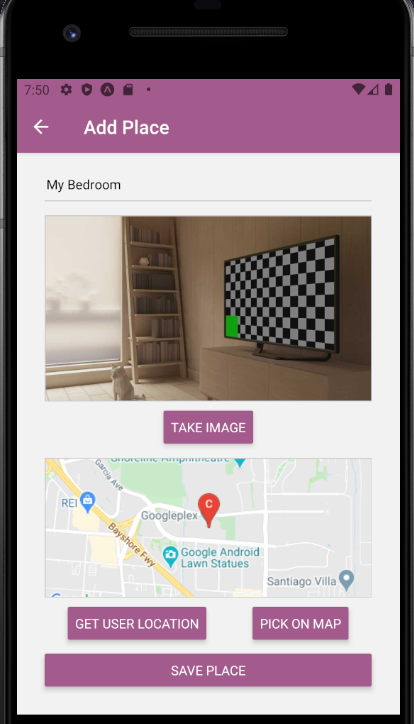 7:50
Add Place
My Bedroom
TAKE IMAGE
Shoreline Amphitheatre
Garcia Ave
REI
Googleplex
C
Bayshore Fwy
Google Android
Lawn Statues
Santiago Villa
GET USER LOCATION
PICK ON MAP
SAVE PLACE